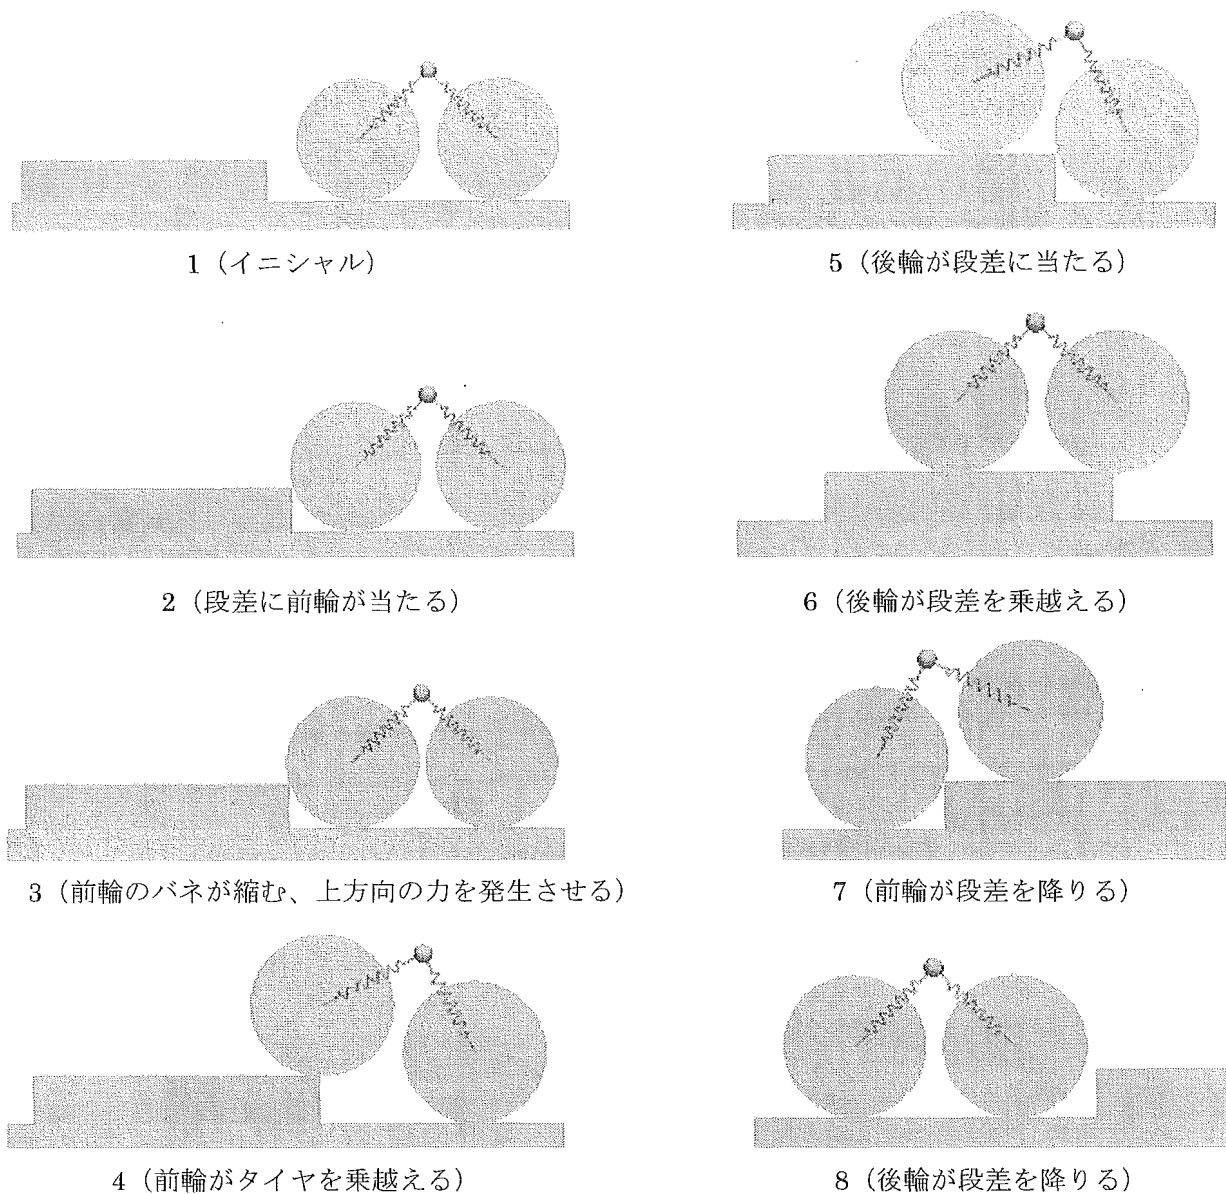 1（イニシャル）
2（段差に前輪が当たる）
3（前輪のバネが縮む、上方向の力を発生させる）
4（前輪がタイヤを乗越える）
5（後輪が段差に当たる）
6（後輪が段差を乗越える）
7（前輪が段差を降りる）
8（後輪が段差を降りる）